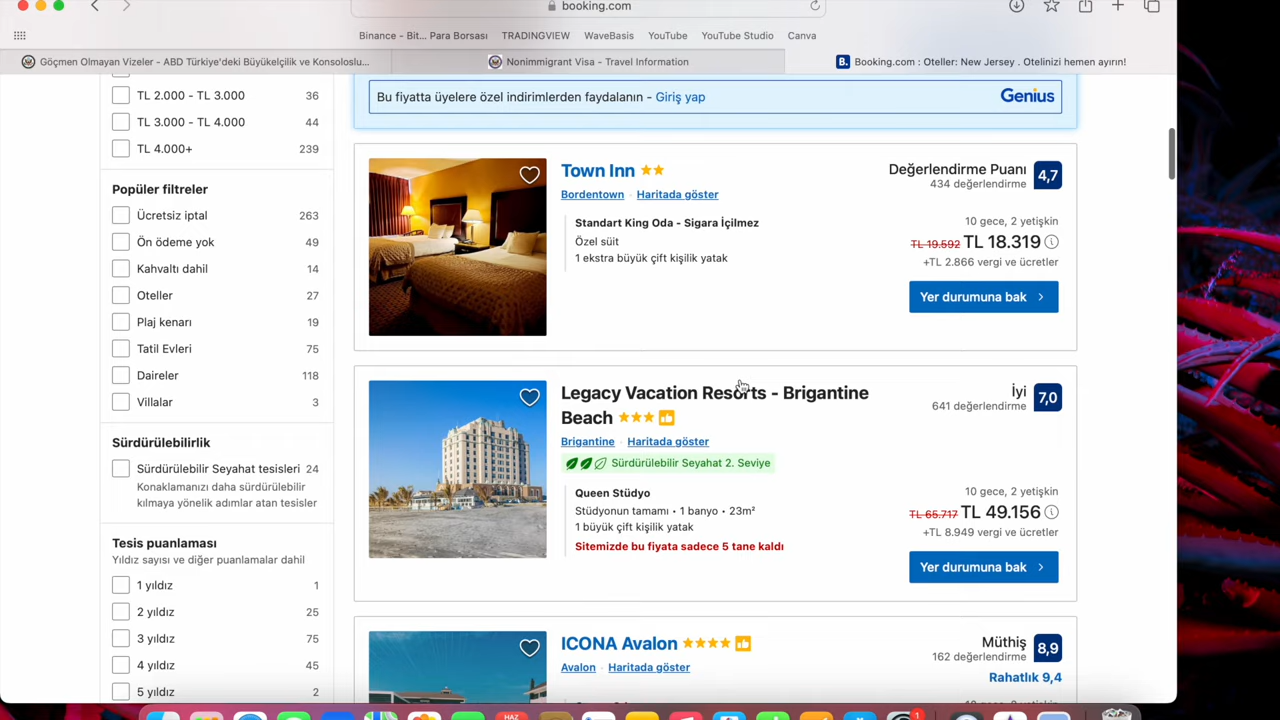 booking.com
Binance - Bit... Para Borsası TRADINGVIEW WaveBasis YouTube YouTube Studio Canva
Göçmen Olmayan Vizeler - ABD Türkiye'deki Büyükelçilik ve Konsoloslu...
Nonimmigrant Visa - Travel Information
B. Booking.com : Oteller: New Jersey . Otelinizi hemen ayırın!
TL 2.000 - TL 3.000 36
TL 3.000 - TL 4.000 44
TL 4.000+ 239
Popüler filtreler
Ücretsiz iptal 263
Ön ödeme yok 49
Kahvaltı dahil 14
Oteller 27
Plaj kenarı 19
Tatil Evleri 75
Daireler 118
Villalar 3
Sürdürülebilirlik
Sürdürülebilir Seyahat tesisleri 24
Konaklamanızı daha sürdürülebilir
kılmaya yönelik adımlar atan tesisler
Tesis puanlaması
Yıldız sayısı ve diğer puanlamalar dahil
1 yıldız 1
2 yıldız 25
3 yıldız 75
4 yıldız 45
5 yıldız 2
Bu fiyatta üyelere özel indirimlerden faydalanın - Giriş yap
Genius
Town Inn
Bordentown Haritada göster
Standart King Oda - Sigara İçilmez
Özel süit
1 ekstra büyük çift kişilik yatak
Değerlendirme Puanı 4,7
434 değerlendirme
10 gece, 2 yetişkin
TL 19.592 TL 18.319
+TL 2.866 vergi ve ücretler
Yer durumuna bak
Legacy Vacation Resorts - Brigantine
Beach
Brigantine Haritada göster
Sürdürülebilir Seyahat 2. Seviye
Queen Stüdyo
Stüdyonun tamamı • 1 banyo • 23m²
1 büyük çift kişilik yatak
Sitemizde bu fiyata sadece 5 tane kaldı
İyi 7,0
641 değerlendirme
10 gece, 2 yetişkin
TL 65.717 TL 49.156
+TL 8.949 vergi ve ücretler
Yer durumuna bak
ICONA Avalon
Avalon Haritada göster
Müthiş 8,9
162 değerlendirme
Rahatlık 9,4
HAZ
1